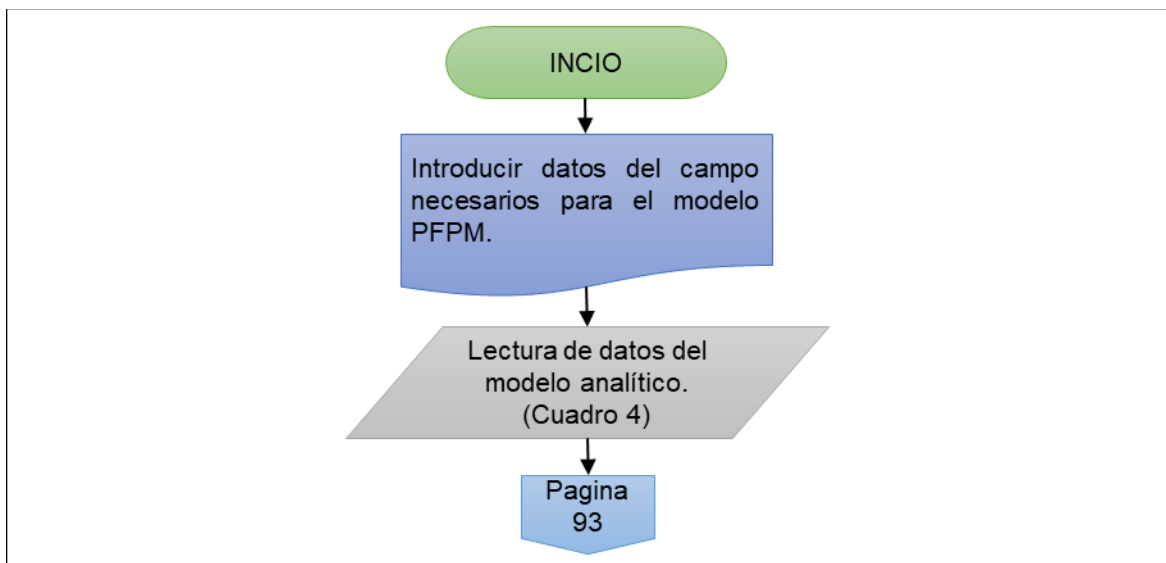 INCIO
Introducir datos del campo
necesarios para el modelo
PFPM.
Lectura de datos del
modelo analítico.
(Cuadro 4)
Pagina
93